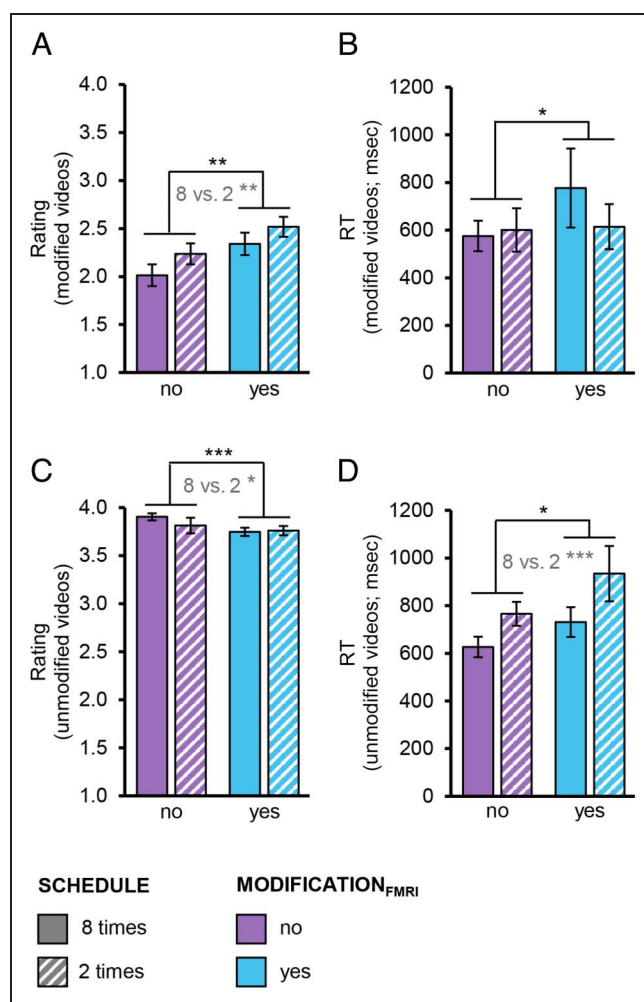 A
Rating
(modified videos)
4.0
3.5
3.0
2.5
2.0
1.5
1.0
**
8 vs. 2 **
no yes
B
RT
(modified videos; msec)
1200
1000
800
600
400
200
0
*
no yes
C
Rating
(unmodified videos)
4.0
3.5
3.0
2.5
2.0
1.5
1.0
***
8 vs. 2 *
no yes
D
RT
(unmodified videos; msec)
1200
1000
800
600
400
200
0
*
8 vs. 2 ***
no yes
SCHEDULE
8 times
2 times
MODIFICATIONFMRI
no
yes